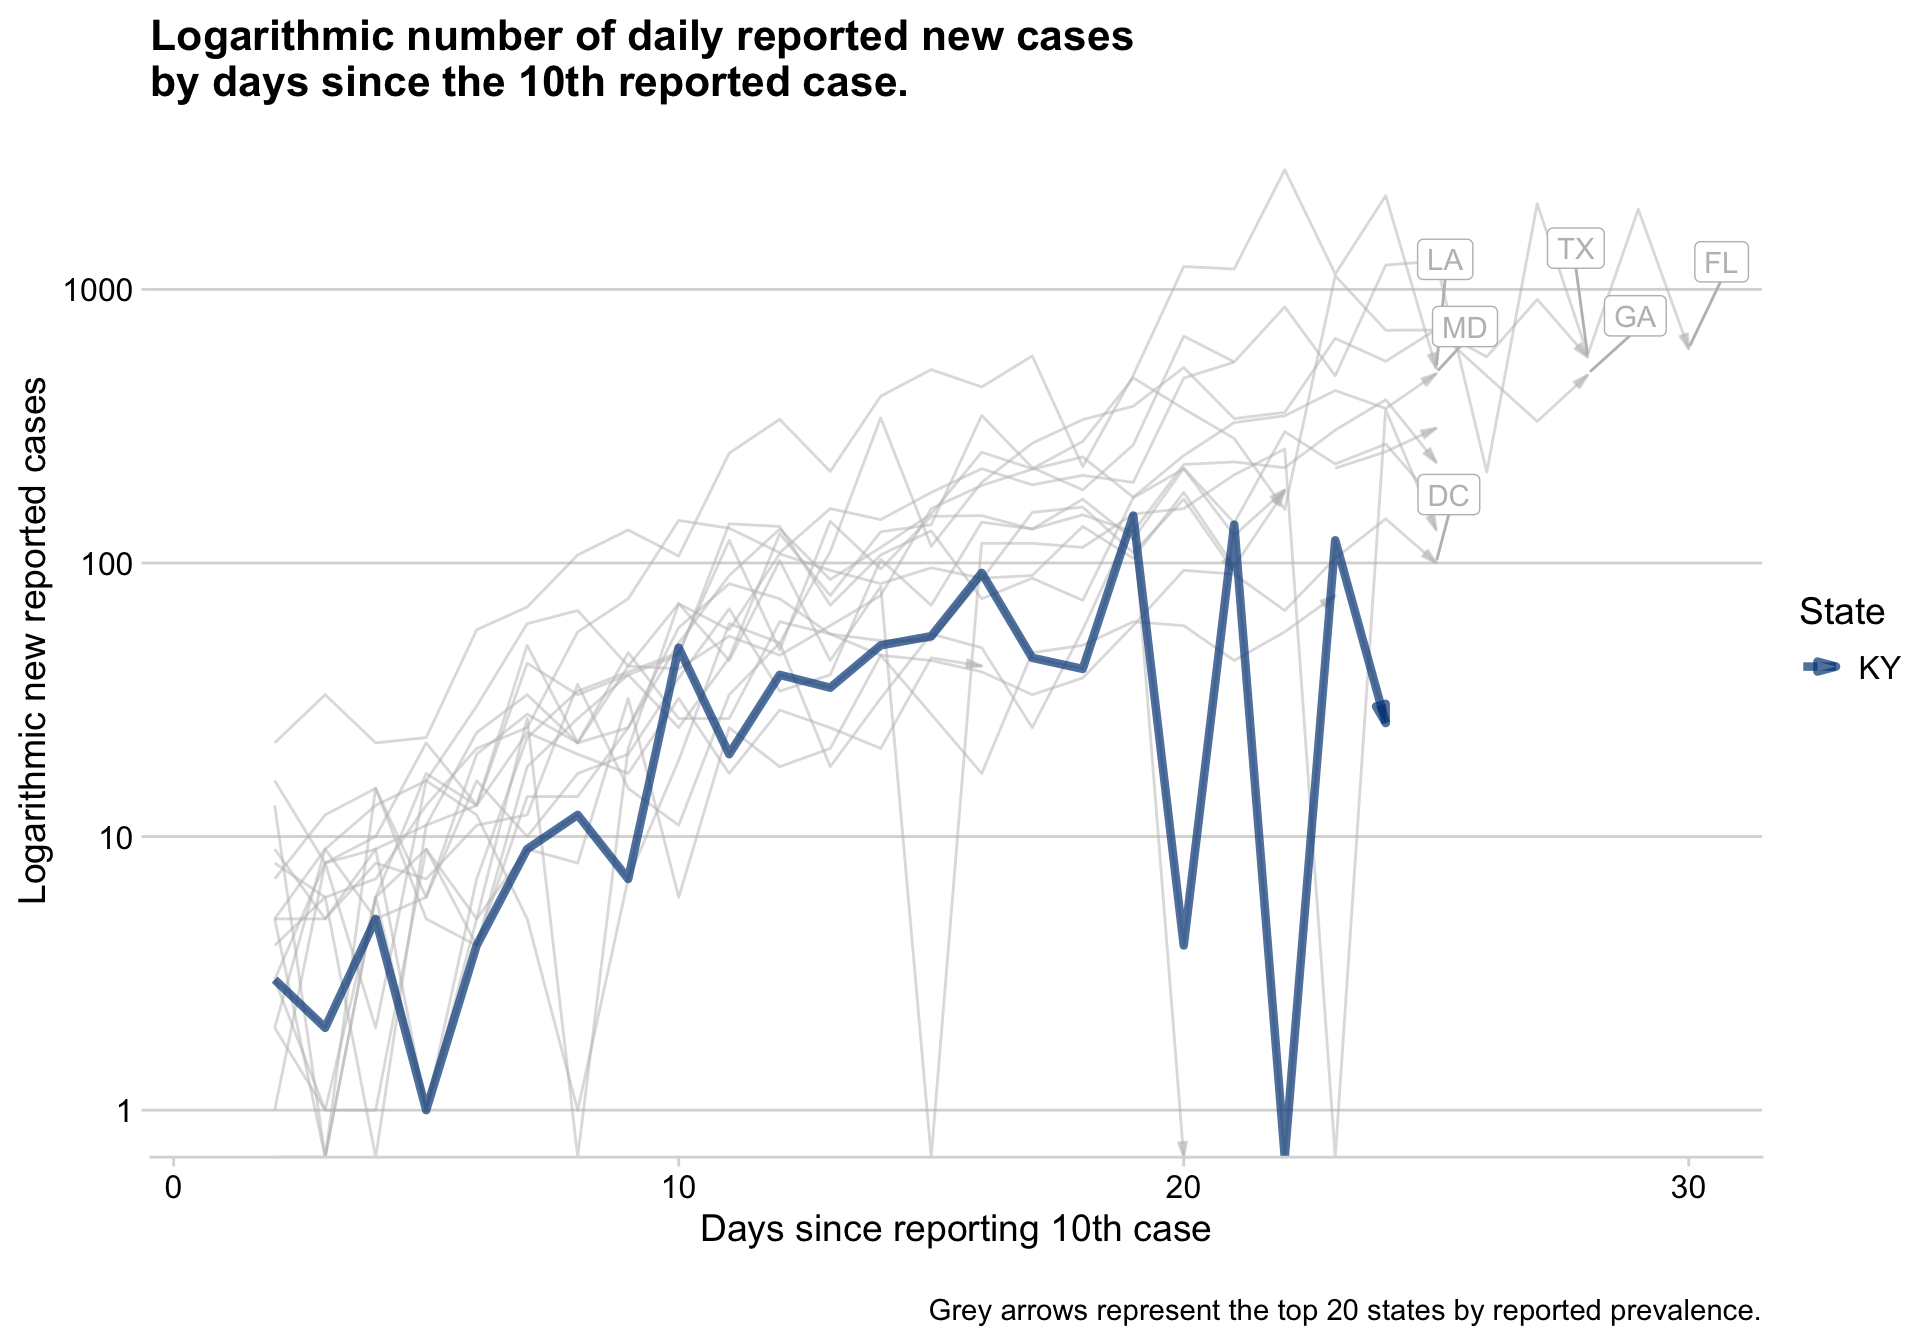 Logarithmic number of daily reported new cases
by days since the 10th reported case.
Logarithmic new reported cases
1000
100
10
1
LA
TX
FL
MD
GA
DC
State
KY
0
10
20
30
Days since reporting 10th case
Grey arrows represent the top 20 states by reported prevalence.